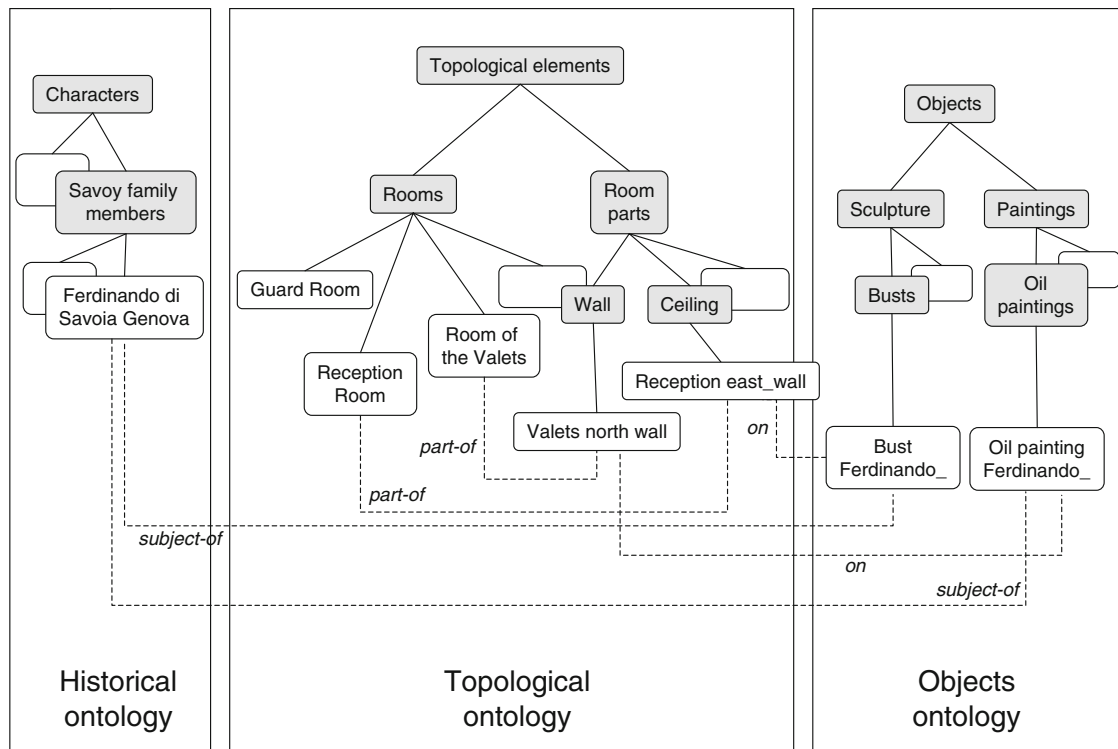 Characters
Savoy family
members
Ferdinando di
Savoia Genova
Topological elements
Rooms
Room
parts
Guard Room
Reception
Room
Room of
the Valets
Wall
Ceiling
Reception east_wall
Valets north wall
part-of
part-of
on
Objects
Sculpture
Paintings
Busts
Oil
paintings
Bust
Ferdinando_
Oil painting
Ferdinando_
subject-of
on
subject-of
Historical
ontology
Topological
ontology
Objects
ontology